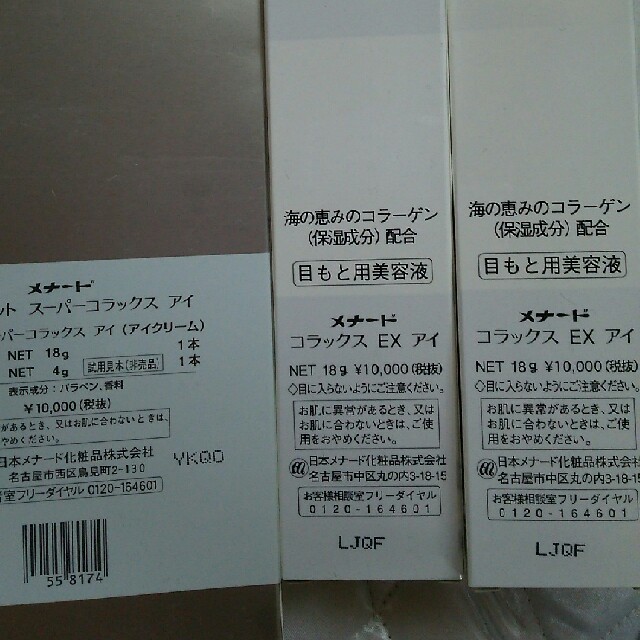 メナード
ット スーパーコラックス アイ
ーパーコラックス アイ (アイクリーム)
NET 18g 1本
NET 4g 試用見本(非売品) 1本
表示成分:パラベン,香料
¥10,000(税抜)
があるとき、又はお肌に合わないときは、
おやめください。
日本メナード化粧品株式会社
名古屋市西区鳥見町2-130
室フリーダイヤル 0120-164601
YKQO
55 8174
海の恵みのコラーゲン
(保湿成分) 配合
目もと用美容液
メナード
コラックス EX アイ
NET 18g ¥10,000(税抜)
◇目に入らないようにご注意ください。
お肌に異常があるとき、又は
お肌に合わないときは、ご使
用をおやめください。
日本メナード化粧品株式会社
名古屋市中区丸の内3-18-15
お客様相談室フリーダイヤル
0120-164601
LJQF
海の恵みのコラーゲン
(保湿成分) 配合
目もと用美容液
メナード
コラックス EX アイ
NET 18g ¥10,000(税抜)
◇目に入らないようにご注意ください。
お肌に異常があるとき、又は
お肌に合わないときは、ご使
用をおやめください。
日本メナード化粧品株式会社
名古屋市中区丸の内3-18-15
お客様相談室フリーダイヤル
0120-164601
LJQF